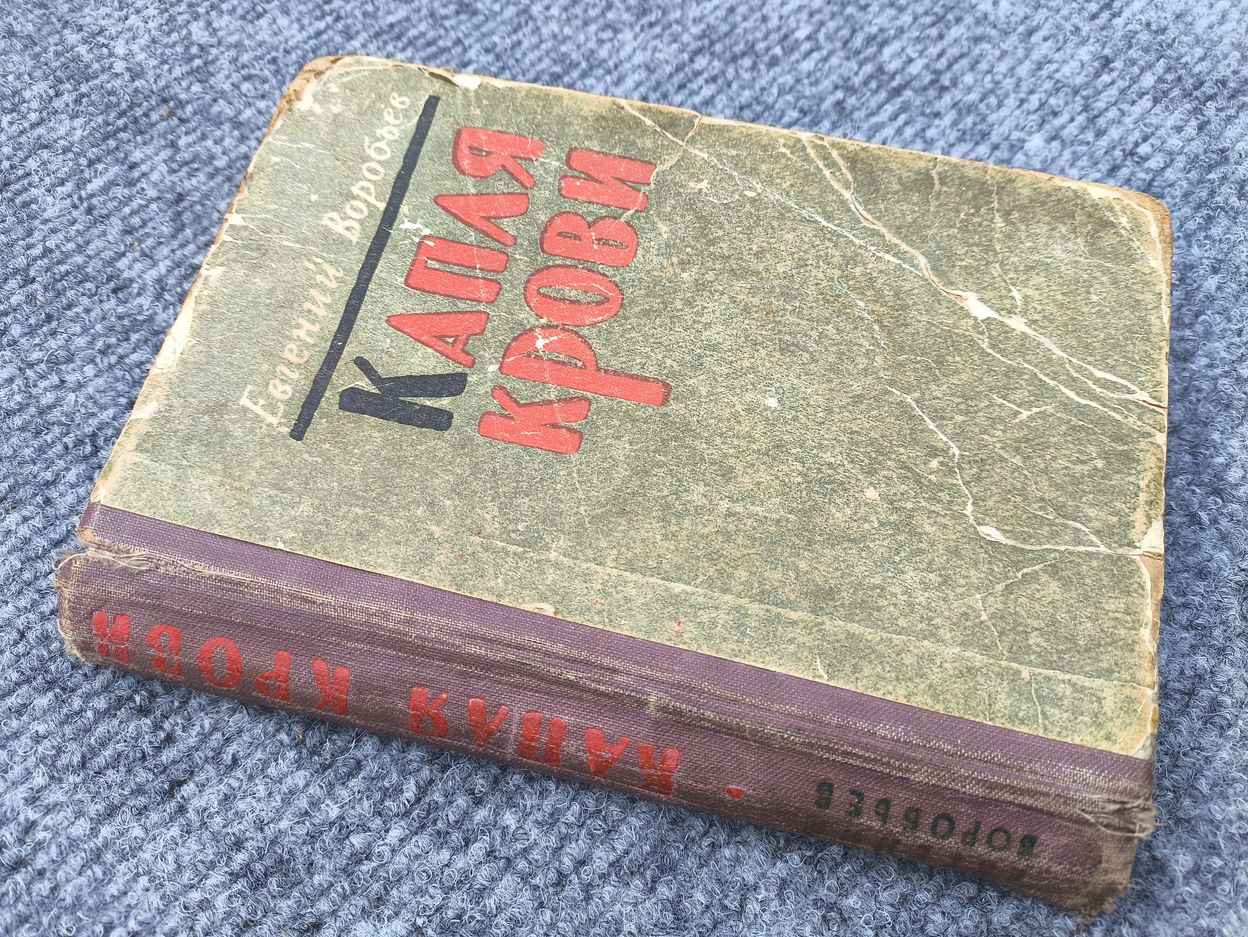 Евгений Воробьев
КАПЛЯ
КРОВИ
ВОРОБЬЕВ • КАПЛЯ КРОВИ